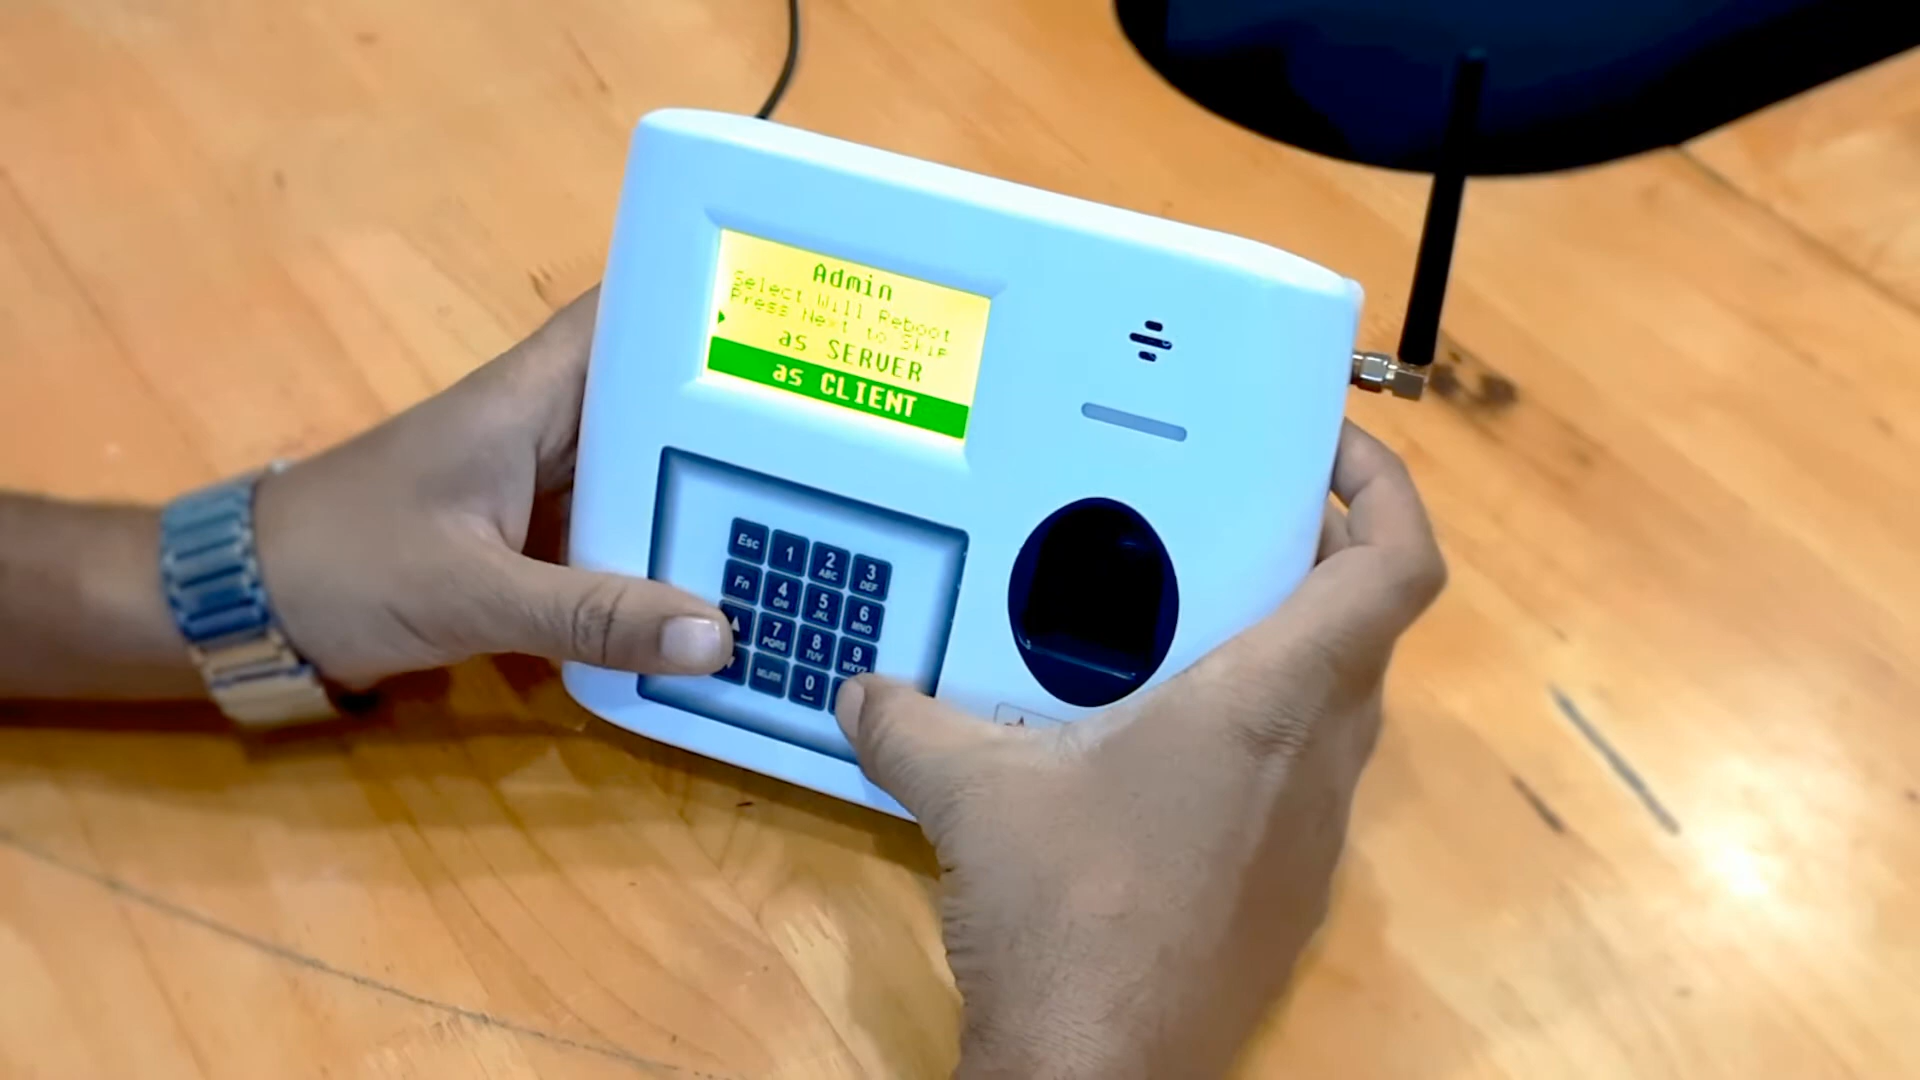 Admin
Select Will Reboot
Press Next to Skip
as SERVER
as CLIENT
Esc 1 2 ABC 3 DEF
Fn 4 GHI 5 JKL 6 MNO
7 PQRS 8 TUV 9 WXYZ
DELETE 0